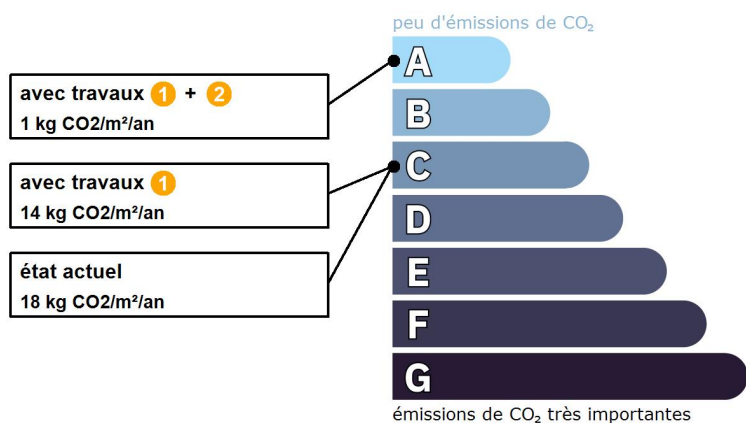 peu d'émissions de CO₂
avec travaux 1 + 2
1 kg CO2/m²/an
avec travaux 1
14 kg CO2/m²/an
état actuel
18 kg CO2/m²/an
A
B
C
D
E
F
G
émissions de CO₂ très importantes